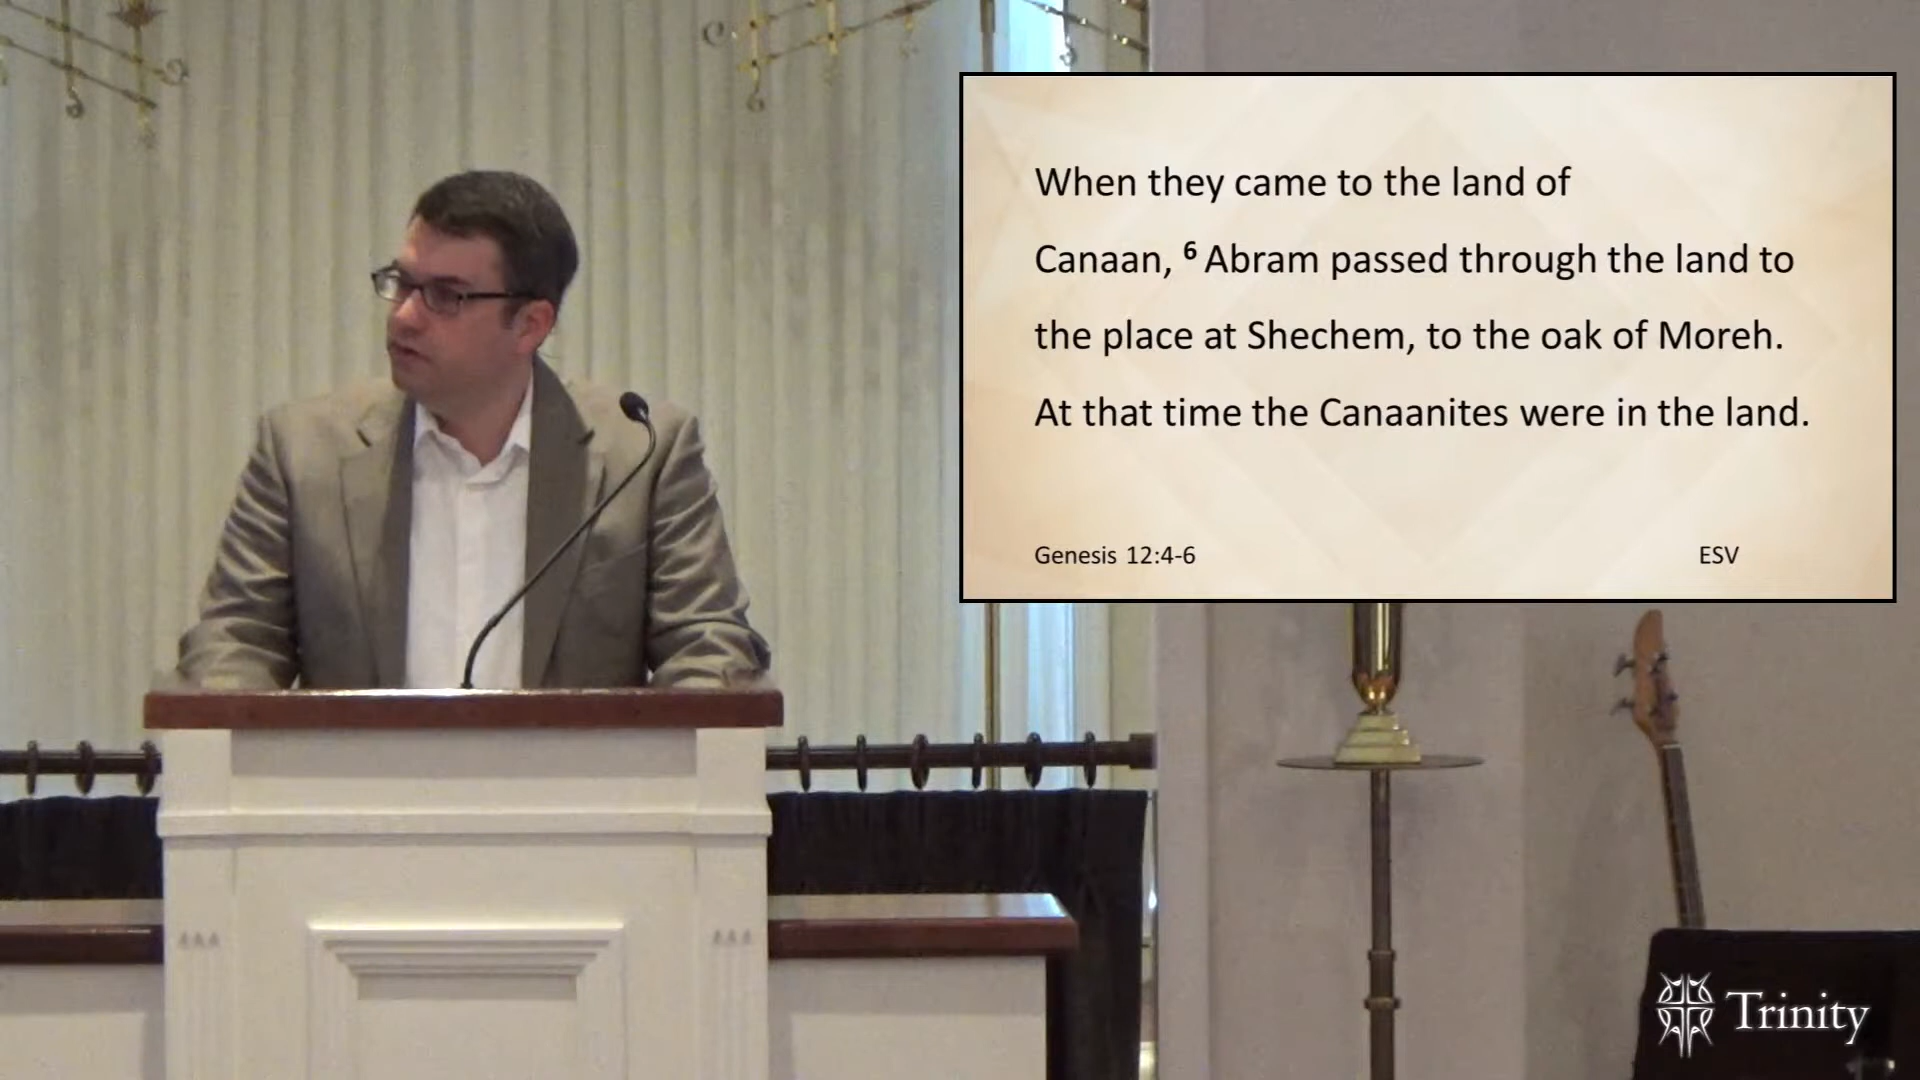 When they came to the land of
Canaan, ⁶ Abram passed through the land to
the place at Shechem, to the oak of Moreh.
At that time the Canaanites were in the land.
Genesis 12:4-6 ESV
Trinity